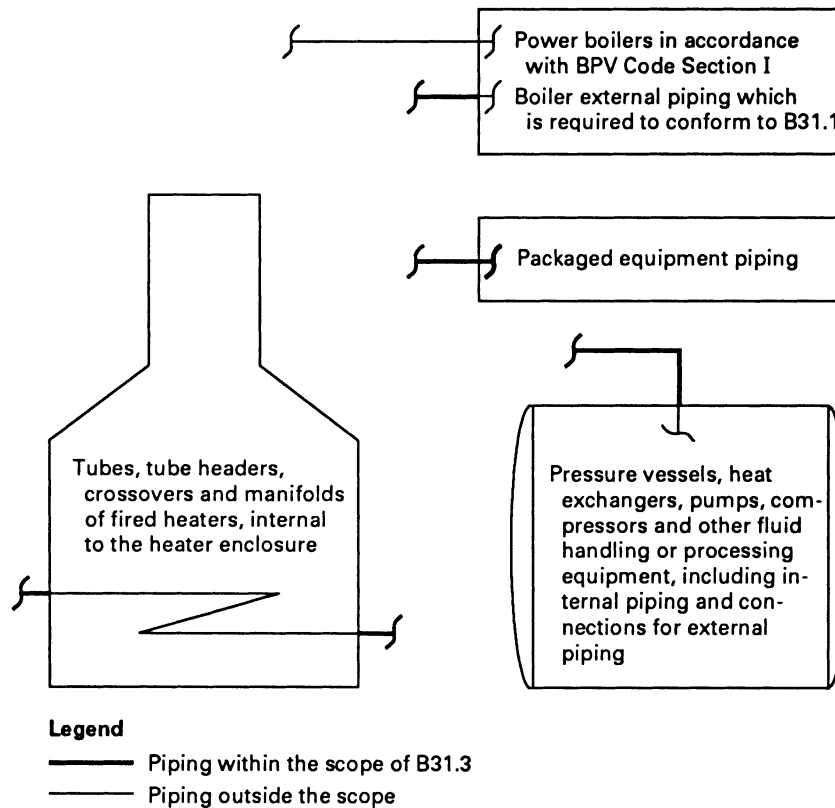 Power boilers in accordance
with BPV Code Section I
Boiler external piping which
is required to conform to B31.1
Packaged equipment piping
Tubes, tube headers,
crossovers and manifolds
of fired heaters, internal
to the heater enclosure
Pressure vessels, heat
exchangers, pumps, com-
pressors and other fluid
handling or processing
equipment, including in-
ternal piping and con-
nections for external
piping
Legend
Piping within the scope of B31.3
Piping outside the scope